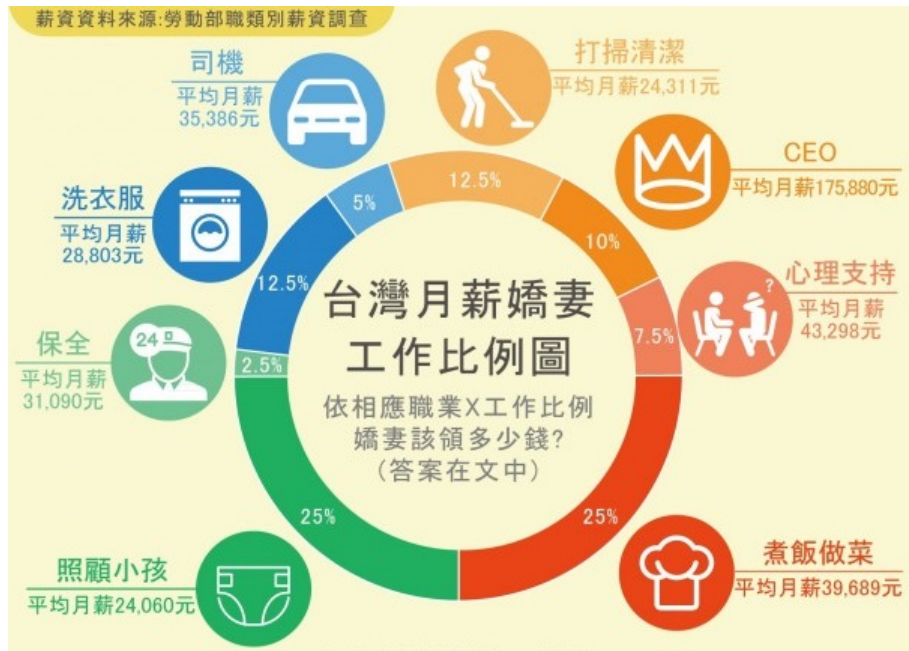 薪資資料來源:勞動部職類別薪資調查
司機
平均月薪
35,386元
打掃清潔
平均月薪24,311元
CEO
平均月薪175,880元
洗衣服
平均月薪
28,803元
心理支持
平均月薪
43,298元
保全
平均月薪
31,090元
24
?
照顧小孩
平均月薪24,060元
煮飯做菜
平均月薪39,689元
5%
12.5%
10%
12.5%
7.5%
2.5%
25%
25%
台灣月薪嬌妻
工作比例圖
依相應職業X工作比例
嬌妻該領多少錢?
(答案在文中)